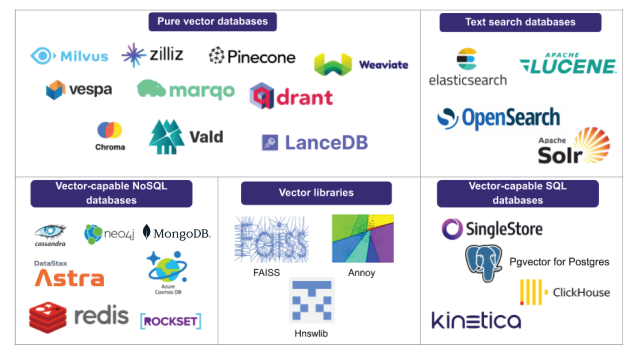 Pure vector databases
Milvus
zilliz
Pinecone
Weaviate
vespa
marqo
qdrant
Chroma
Vald
LanceDB
Text search databases
elasticsearch
APACHE
LUCENE
OpenSearch
Apache
Solr
Vector-capable NoSQL
databases
cassandra
neo4j
MongoDB.
DataStax
Astra
Azure
Cosmos DB
redis
[ROCKSET]
Vector libraries
Faiss
FAISS
Annoy
Hnswlib
Vector-capable SQL
databases
SingleStore
Pgvector for Postgres
ClickHouse
kinetica